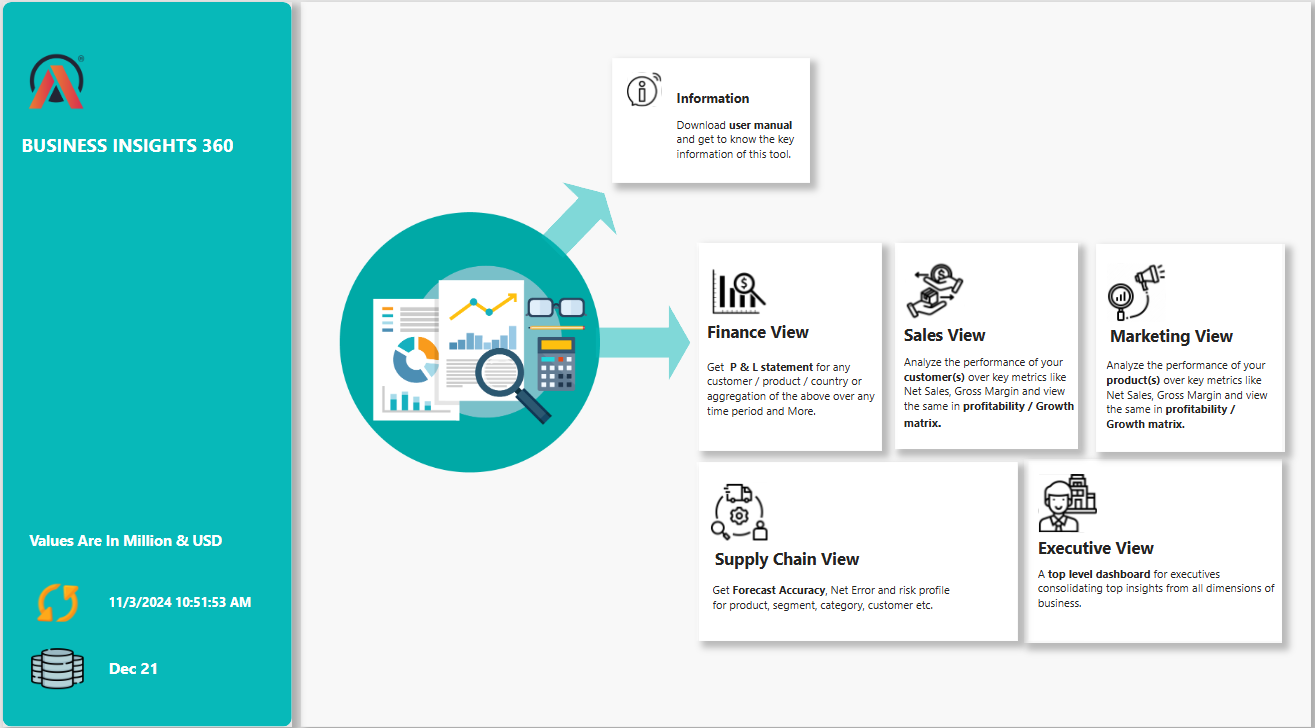 ®
BUSINESS INSIGHTS 360
Values Are In Million & USD
11/3/2024 10:51:53 AM
Dec 21
Information
Download user manual
and get to know the key
information of this tool.
Finance View
Get P & L statement for any
customer / product / country or
aggregation of the above over any
time period and More.
Sales View
Analyze the performance of your
customer(s) over key metrics like
Net Sales, Gross Margin and view
the same in profitability / Growth
matrix.
Marketing View
Analyze the performance of your
product(s) over key metrics like
Net Sales, Gross Margin and view
the same in profitability /
Growth matrix.
Supply Chain View
Get Forecast Accuracy, Net Error and risk profile
for product, segment, category, customer etc.
Executive View
A top level dashboard for executives
consolidating top insights from all dimensions of
business.